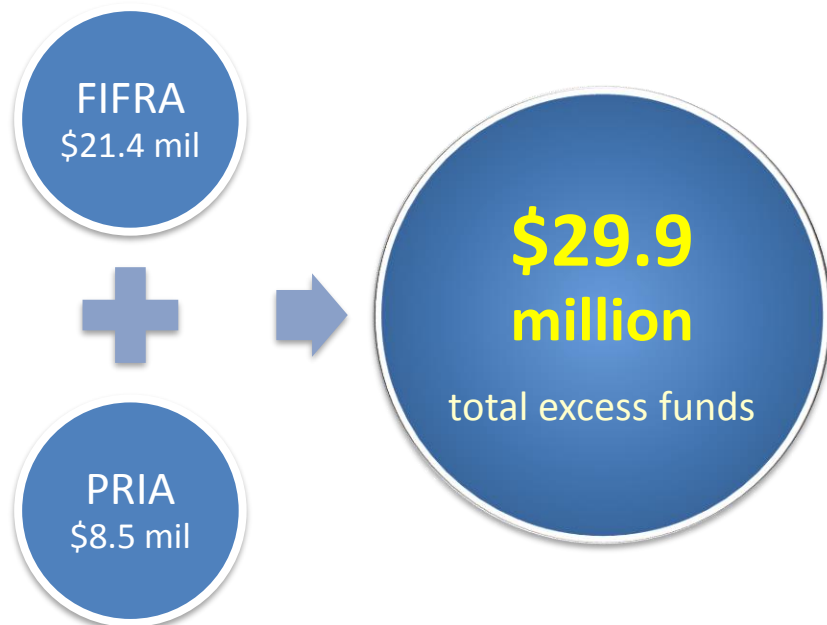 FIFRA
$21.4 mil
PRIA
$8.5 mil
$29.9
million
total excess funds